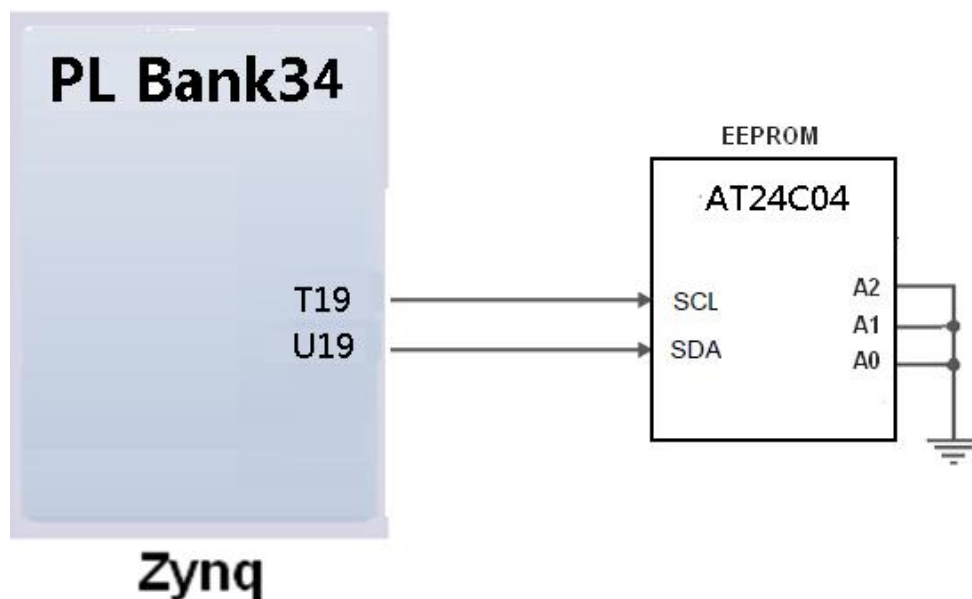 PL Bank34
EEPROM
AT24C04
T19
SCL
A2
U19
SDA
A1
A0
Zynq